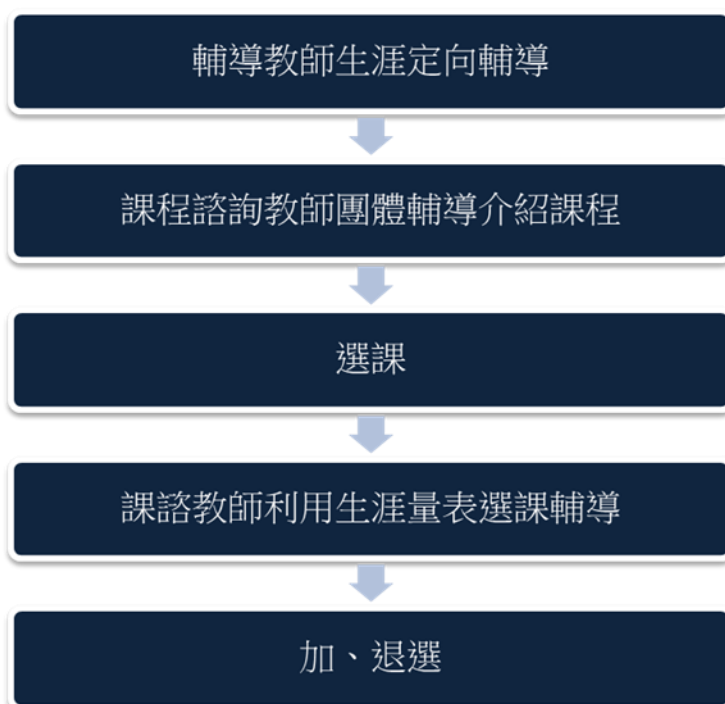 輔導教師生涯定向輔導
課程諮詢教師團體輔導介紹課程
選課
課諮教師利用生涯量表選課輔導
加、退選